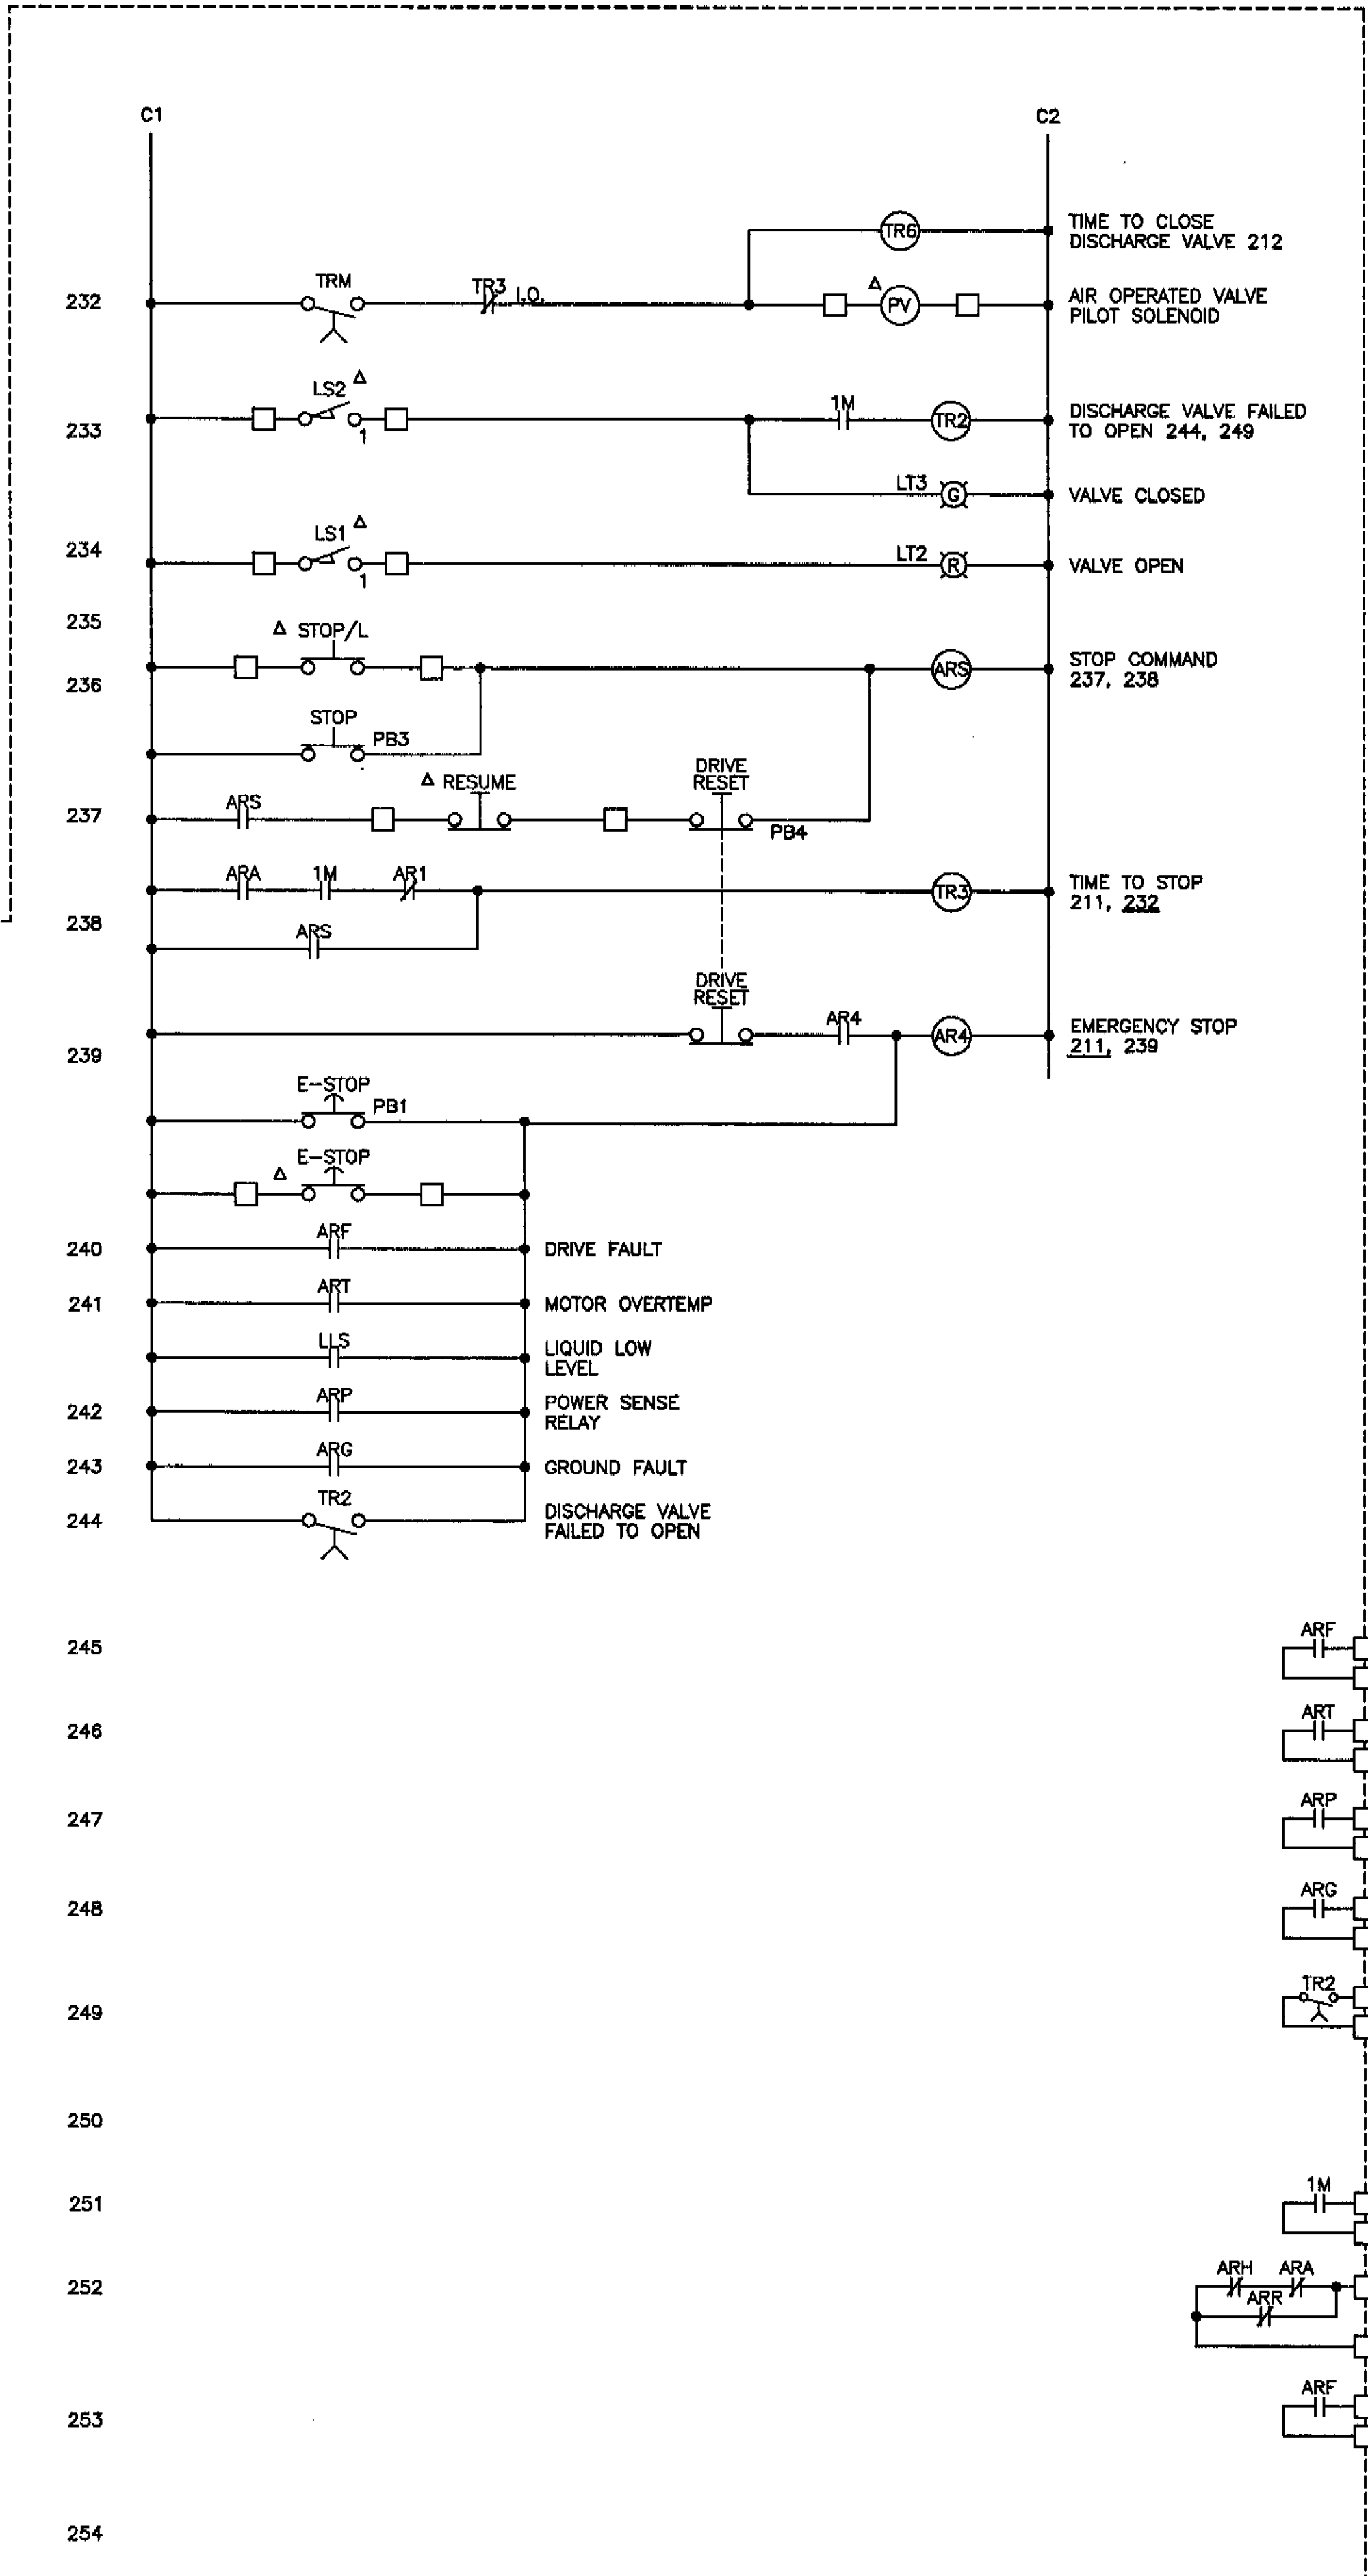 C1
C2
TR6
TIME TO CLOSE
DISCHARGE VALVE 212
232
TRM
TR3 I.O.
Δ
PV
AIR OPERATED VALVE
PILOT SOLENOID
233
LS2 Δ
1
1M
TR2
DISCHARGE VALVE FAILED
TO OPEN 244, 249
LT3
G
VALVE CLOSED
234
LS1 Δ
1
LT2
R
VALVE OPEN
235
Δ STOP/L
236
ARS
STOP COMMAND
237, 238
STOP
PB3
237
ARS
Δ RESUME
DRIVE
RESET
PB4
ARA
1M
AR1
TR3
TIME TO STOP
211, 232
238
ARS
DRIVE
RESET
239
AR4
AR4
EMERGENCY STOP
211, 239
E-STOP
PB1
Δ E-STOP
240
ARF
DRIVE FAULT
241
ART
MOTOR OVERTEMP
LLS
LIQUID LOW
LEVEL
242
ARP
POWER SENSE
RELAY
243
ARG
GROUND FAULT
244
TR2
DISCHARGE VALVE
FAILED TO OPEN
245
ARF
246
ART
247
ARP
248
ARG
249
TR2
250
251
1M
252
ARH
ARA
ARR
253
ARF
254